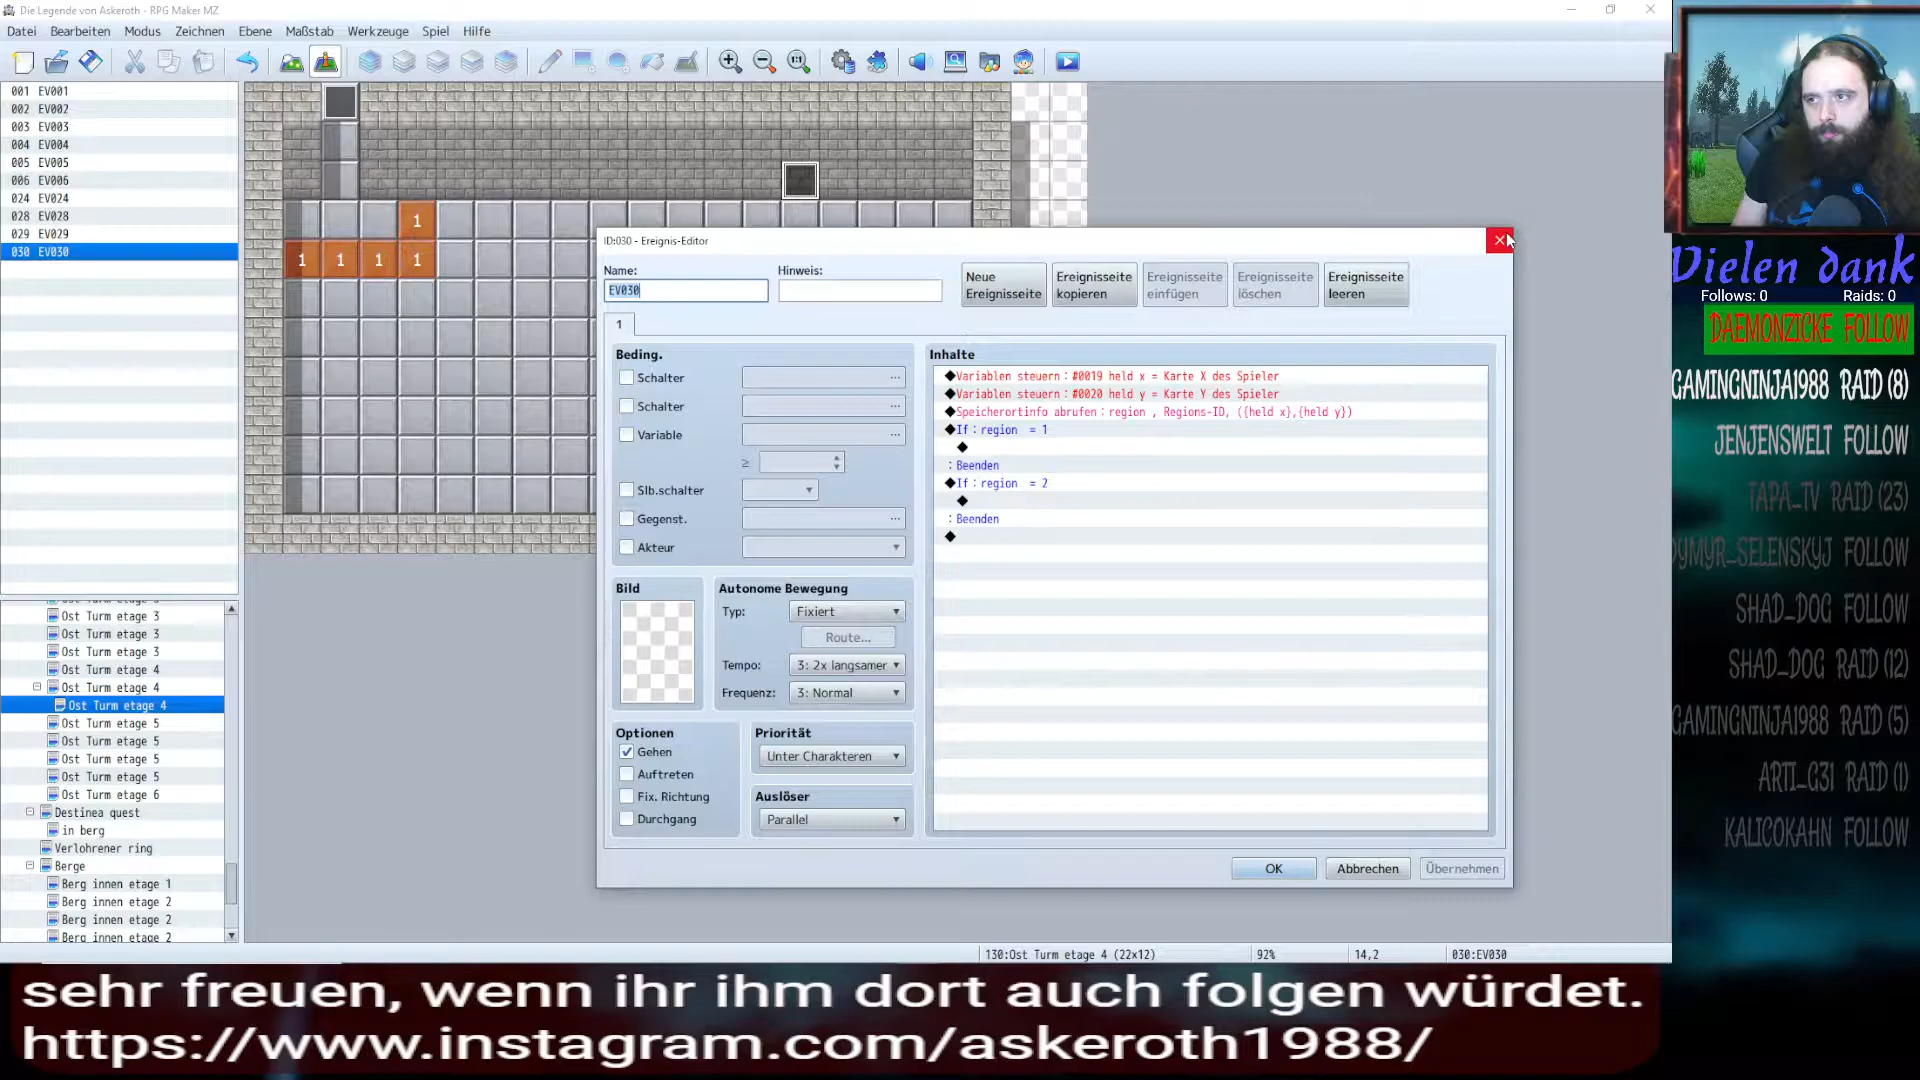 Die Legende von Askeroth - RPG Maker MZ
Datei Bearbeiten Modus Zeichnen Ebene Maßstab Werkzeuge Spiel Hilfe
001 EV001
002 EV002
003 EV003
004 EV004
005 EV005
006 EV006
024 EV024
028 EV028
029 EV029
030 EV030
1
1 1 1 1
ID:030 - Ereignis-Editor
Name:
EV030
Hinweis:
Neue Ereignisseite
Ereignisseite kopieren
Ereignisseite einfügen
Ereignisseite löschen
Ereignisseite leeren
1
Beding.
Schalter
Schalter
Variable
≥
Slb.schalter
Gegenst.
Akteur
Bild
Autonome Bewegung
Typ: Fixiert
Route...
Tempo: 3: 2x langsamer
Frequenz: 3: Normal
Optionen
Gehen
Auftreten
Fix. Richtung
Durchgang
Priorität
Unter Charakteren
Auslöser
Parallel
Inhalte
◆Variablen steuern：#0019 held x = Karte X des Spieler
◆Variablen steuern：#0020 held y = Karte Y des Spieler
◆Speicherortinfo abrufen：region , Regions-ID, ({held x},{held y})
◆If：region = 1
◆
：Beenden
◆If：region = 2
◆
：Beenden
◆
OK
Abbrechen
Übernehmen
Ost Turm etage 3
Ost Turm etage 3
Ost Turm etage 3
Ost Turm etage 4
Ost Turm etage 4
Ost Turm etage 4
Ost Turm etage 5
Ost Turm etage 5
Ost Turm etage 5
Ost Turm etage 5
Ost Turm etage 6
Destinea quest
in berg
Verlohrener ring
Berge
Berg innen etage 1
Berg innen etage 2
Berg innen etage 2
Berg innen etage 2
130:Ost Turm etage 4 (22x12)
92%
14,2
030:EV030
Vielen dank
Follows: 0 Raids: 0
DAEMONZICKE FOLLOW
GAMINGNINJA1988 RAID (8)
JENJENSWELT FOLLOW
TAPA_TV RAID (23)
YMYR_SELENSKYJ FOLLOW
SHAD_DOG FOLLOW
SHAD_DOG RAID (12)
GAMINGNINJA1988 RAID (5)
ARTI_G31 RAID (1)
KALICOKAHN FOLLOW
sehr freuen, wenn ihr ihm dort auch folgen würdet.
https://www.instagram.com/askeroth1988/